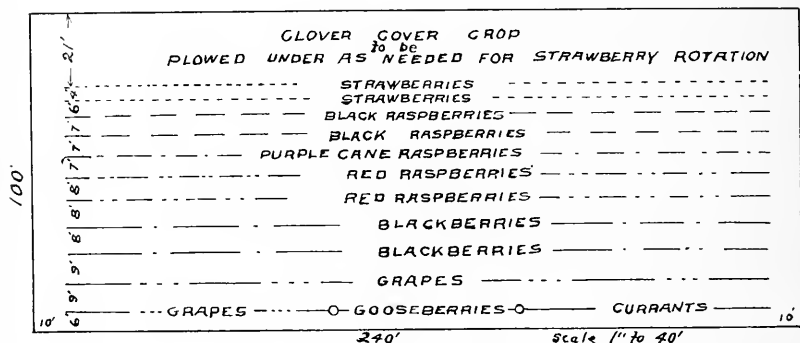 CLOVER COVER CROP
to be
PLOWED UNDER AS NEEDED FOR STRAWBERRY ROTATION
21'
STRAWBERRIES
4'
STRAWBERRIES
6'
BLACK RASPBERRIES
7'
BLACK RASPBERRIES
7'
PURPLE CANE RASPBERRIES
7'
RED RASPBERRIES
8'
RED RASPBERRIES
100'
8'
BLACKBERRIES
8'
BLACKBERRIES
9'
GRAPES
9'
GRAPES GOOSEBERRIES CURRANTS
6'
10' 10'
240' Scale 1" to 40'